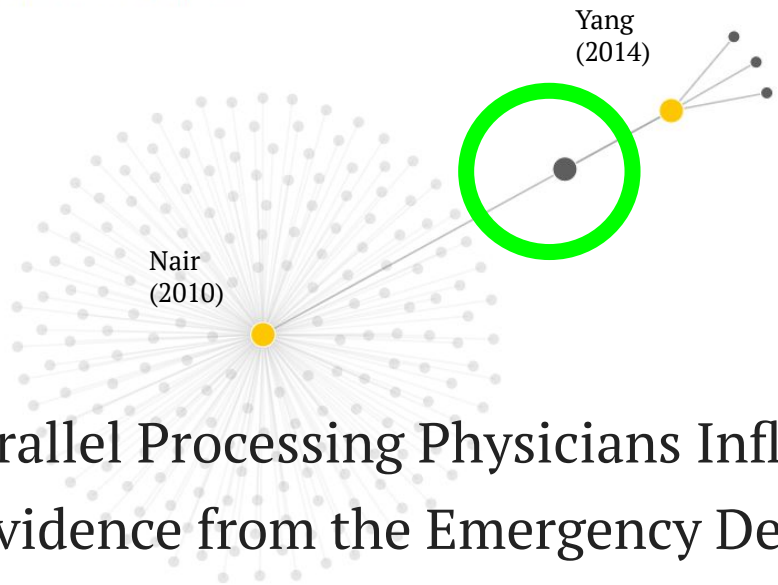 Yang
(2014)
Nair
(2010)
rallel Processing Physicians Infl
vidence from the Emergency De